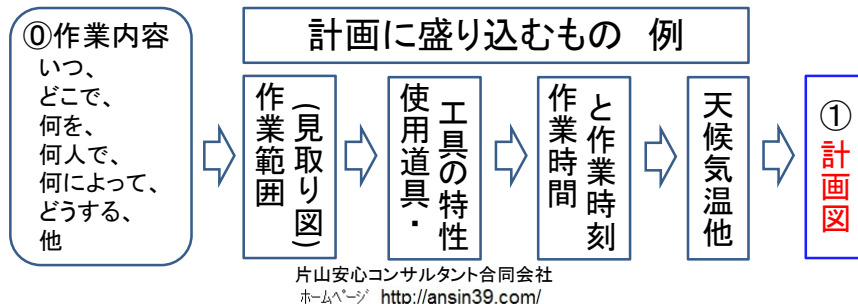 ⓪作業内容
いつ、
どこで、
何を、
何人で、
何によって、
どうする、
他
計画に盛り込むもの　例
作業範囲
(見取り図)
使用道具・
工具の特性
作業時間
と作業時刻
天候気温他
①
計画図
片山安心コンサルタント合同会社
ﾎｰﾑﾍﾟｰｼﾞ http://ansin39.com/